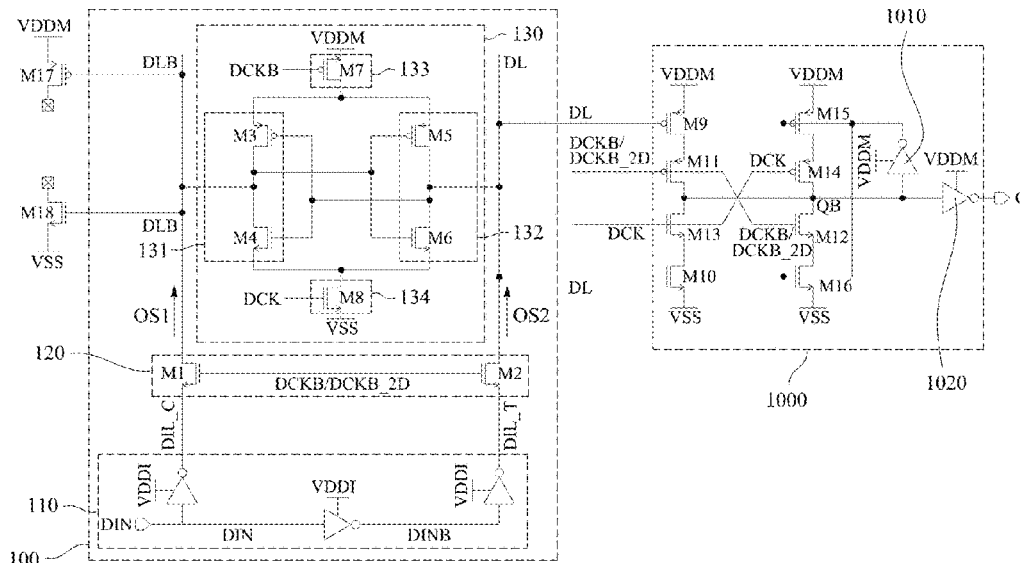 VDDM
M17
M18
VSS
DLB
DLB
OS1
120
110
100
130
VDDM
DCKB
M7
133
M3
M5
M4
M6
131
132
DCK
M8
134
VSS
DL
OS2
M1
DCKB/DCKB_2D
M2
DIL_C
DIL_T
VDDI
VDDI
VDDI
DIN
DIN
DINB
DL
DCKB/
DCKB_2D
DCK
DL
VDDM
VDDM
M9
M15
M11
DCK
M14
VDDM
VDDM
QB
M13
DCKB/
DCKB_2D
M12
M10
M16
VSS
VSS
1010
1020
1000